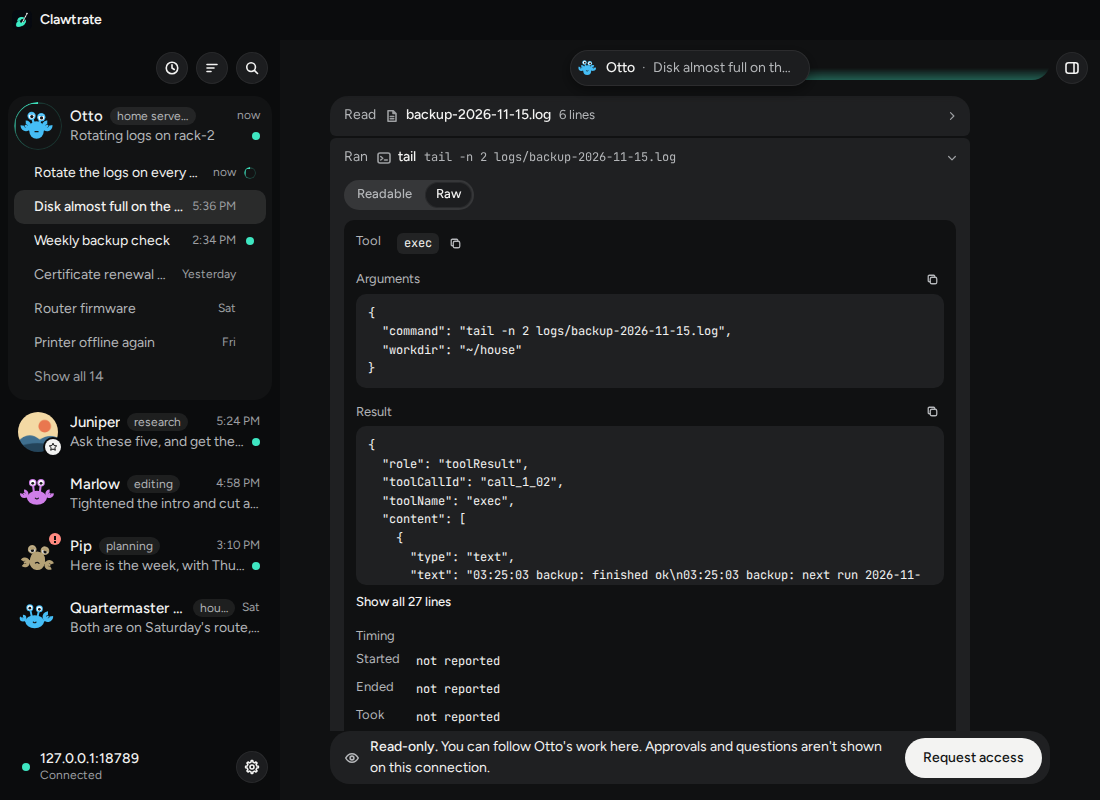 Clawtrate
Otto · Disk almost full on th...
Otto home serve... now
Rotating logs on rack-2
Rotate the logs on every ... now
Disk almost full on the ... 5:36 PM
Weekly backup check 2:34 PM
Certificate renewal ... Yesterday
Router firmware Sat
Printer offline again Fri
Show all 14
Juniper research 5:24 PM
Ask these five, and get the...
Marlow editing 4:58 PM
Tightened the intro and cut a...
Pip planning 3:10 PM
Here is the week, with Thu...
Quartermaster ... hou... Sat
Both are on Saturday's route,...
127.0.0.1:18789
Connected
Read backup-2026-11-15.log 6 lines
Ran tail tail -n 2 logs/backup-2026-11-15.log
Readable Raw
Tool exec
Arguments
{
"command": "tail -n 2 logs/backup-2026-11-15.log",
"workdir": "~/house"
}
Result
{
"role": "toolResult",
"toolCallId": "call_1_02",
"toolName": "exec",
"content": [
{
"type": "text",
"text": "03:25:03 backup: finished ok\n03:25:03 backup: next run 2026-11-
Show all 27 lines
Timing
Started not reported
Ended not reported
Took not reported
Read-only. You can follow Otto's work here. Approvals and questions aren't shown
on this connection.
Request access